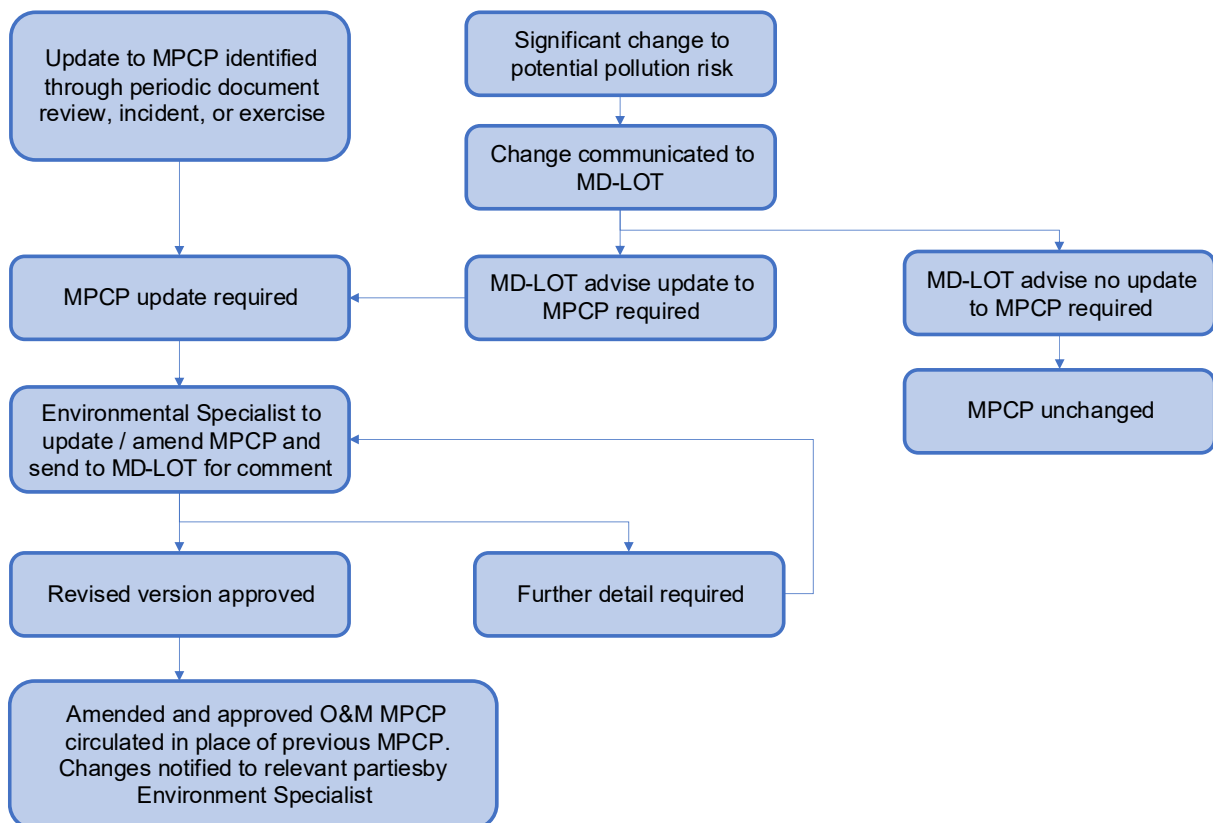 Update to MPCP identified
through periodic document
review, incident, or exercise
Significant change to
potential pollution risk
Change communicated to
MD-LOT
MPCP update required
MD-LOT advise update to
MPCP required
MD-LOT advise no update
to MPCP required
MPCP unchanged
Environmental Specialist to
update / amend MPCP and
send to MD-LOT for comment
Revised version approved
Further detail required
Amended and approved O&M MPCP
circulated in place of previous MPCP.
Changes notified to relevant partiesby
Environment Specialist